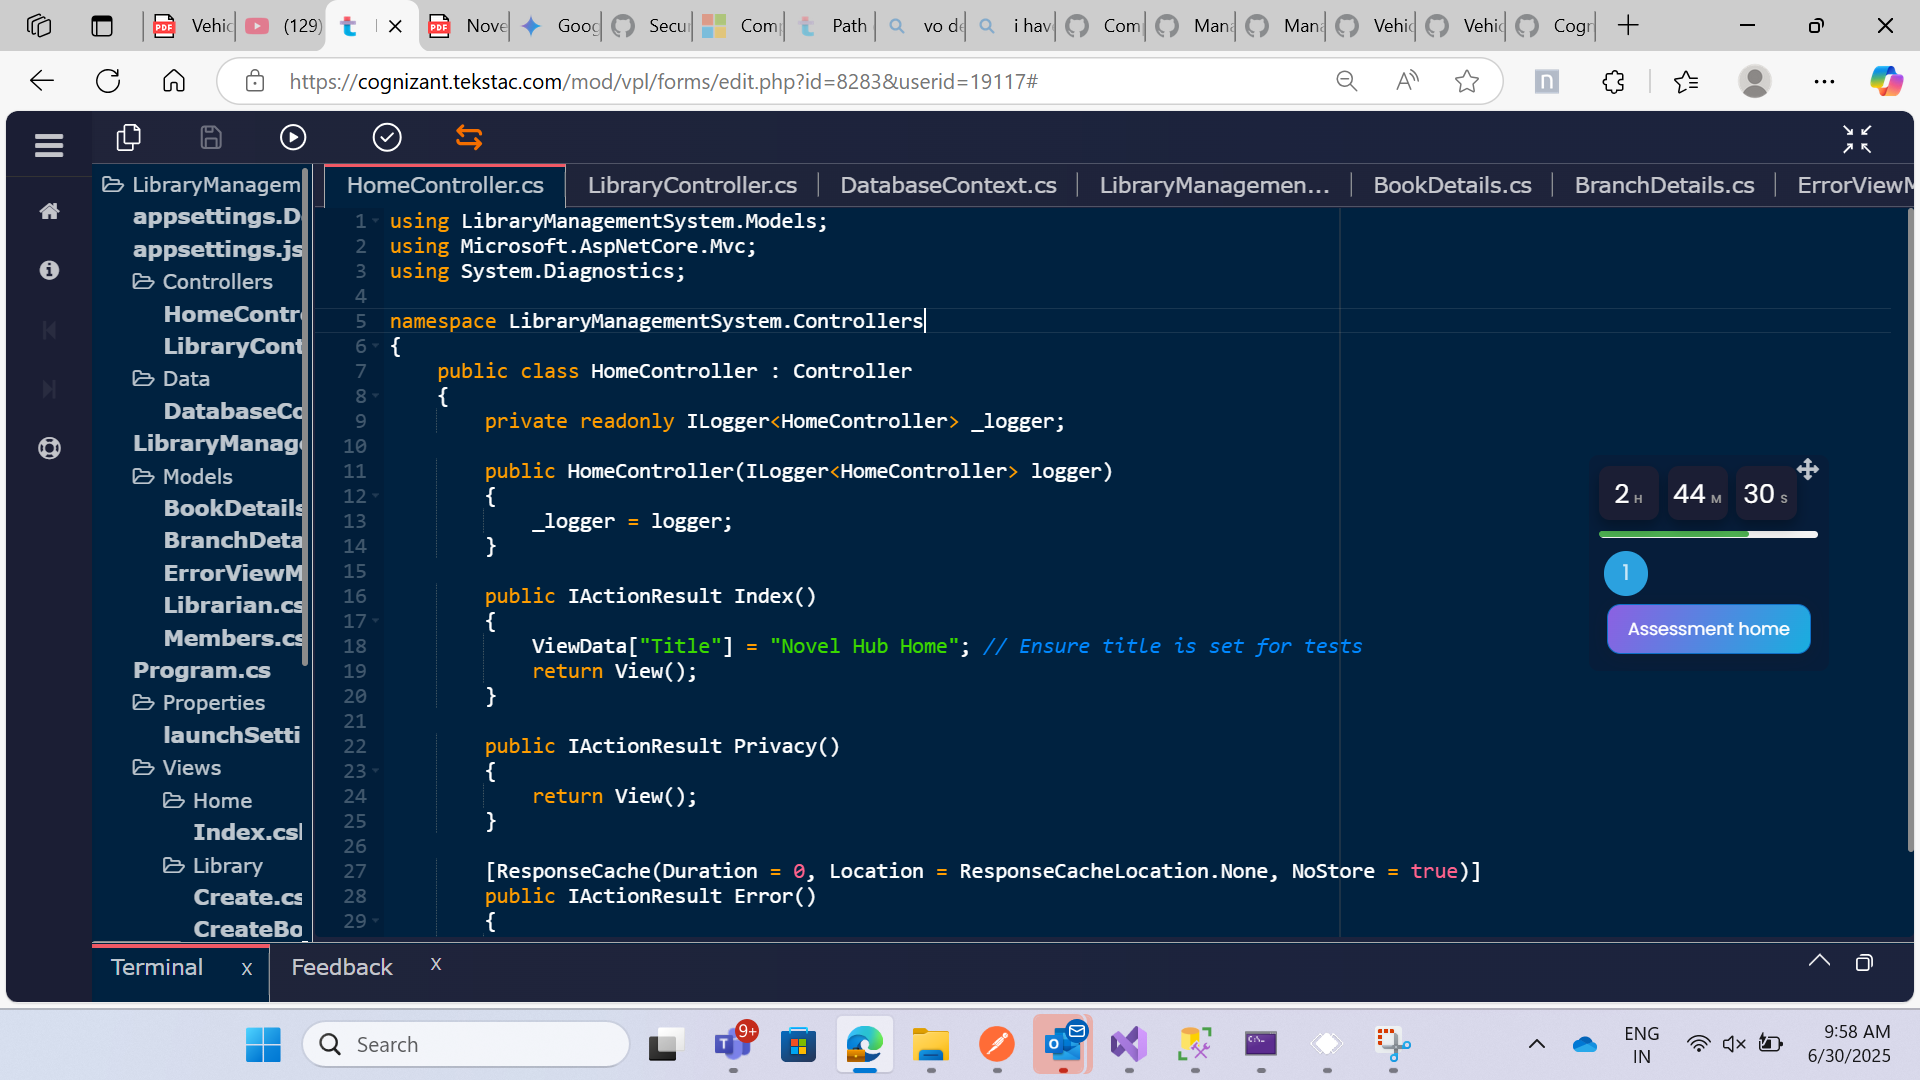 Vehic
(129)
Nove
Goog
Secur
Comp
Path
vo de
i hav
Com
Mana
Mana
Vehic
Vehic
Cogn
https://cognizant.tekstac.com/mod/vpl/forms/edit.php?id=8283&userid=19117#
LibraryManagem
appsettings.D
appsettings.js
Controllers
HomeContr
LibraryCont
Data
DatabaseCo
LibraryManage
Models
BookDetails
BranchDeta
ErrorViewM
Librarian.cs
Members.cs
Program.cs
Properties
launchSetti
Views
Home
Index.csl
Library
Create.cs
CreateBo
HomeController.cs
LibraryController.cs
DatabaseContext.cs
LibraryManagemen...
BookDetails.cs
BranchDetails.cs
ErrorViewM
1 using LibraryManagementSystem.Models;
2 using Microsoft.AspNetCore.Mvc;
3 using System.Diagnostics;
4
5 namespace LibraryManagementSystem.Controllers
6 {
7 public class HomeController : Controller
8 {
9 private readonly ILogger<HomeController> _logger;
10
11 public HomeController(ILogger<HomeController> logger)
12 {
13 _logger = logger;
14 }
15
16 public IActionResult Index()
17 {
18 ViewData["Title"] = "Novel Hub Home"; // Ensure title is set for tests
19 return View();
20 }
21
22 public IActionResult Privacy()
23 {
24 return View();
25 }
26
27 [ResponseCache(Duration = 0, Location = ResponseCacheLocation.None, NoStore = true)]
28 public IActionResult Error()
29 {
2 H 44 M 30 S
1
Assessment home
Terminal x
Feedback x
Search
9+
ENG
IN
9:58 AM
6/30/2025